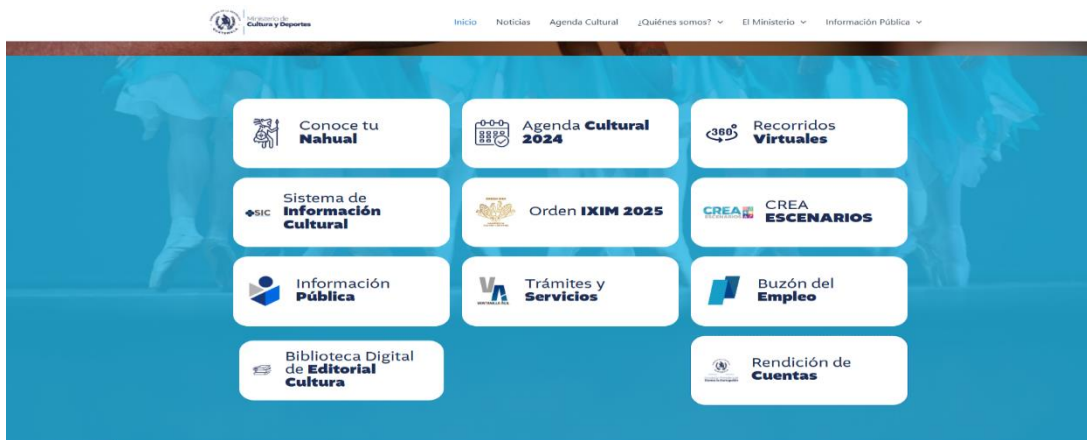 Ministerio de
Cultura y Deportes
Inicio Noticias Agenda Cultural ¿Quiénes somos? El Ministerio Información Pública
Conoce tu
Nahual
Agenda Cultural
2024
360°
Recorridos
Virtuales
SIC
Sistema de
Información
Cultural
Orden IXIM 2025
CREA
ESCENARIOS
CREA
ESCENARIOS
Información
Pública
VA
Trámites y
Servicios
Buzón del
Empleo
Biblioteca Digital
de Editorial
Cultura
Rendición de
Cuentas